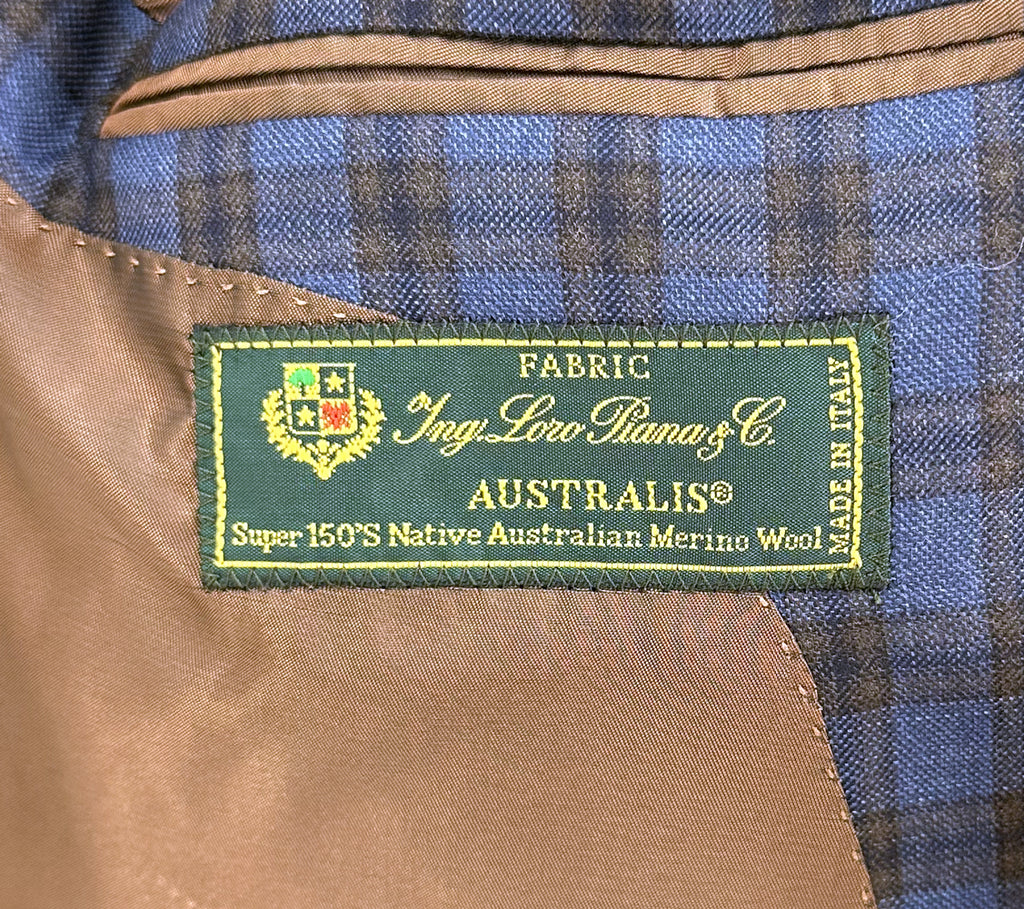 FABRIC
Ing. Loro Piana & C.
AUSTRALIS®
Super 150'S Native Australian Merino Wool
MADE IN ITALY